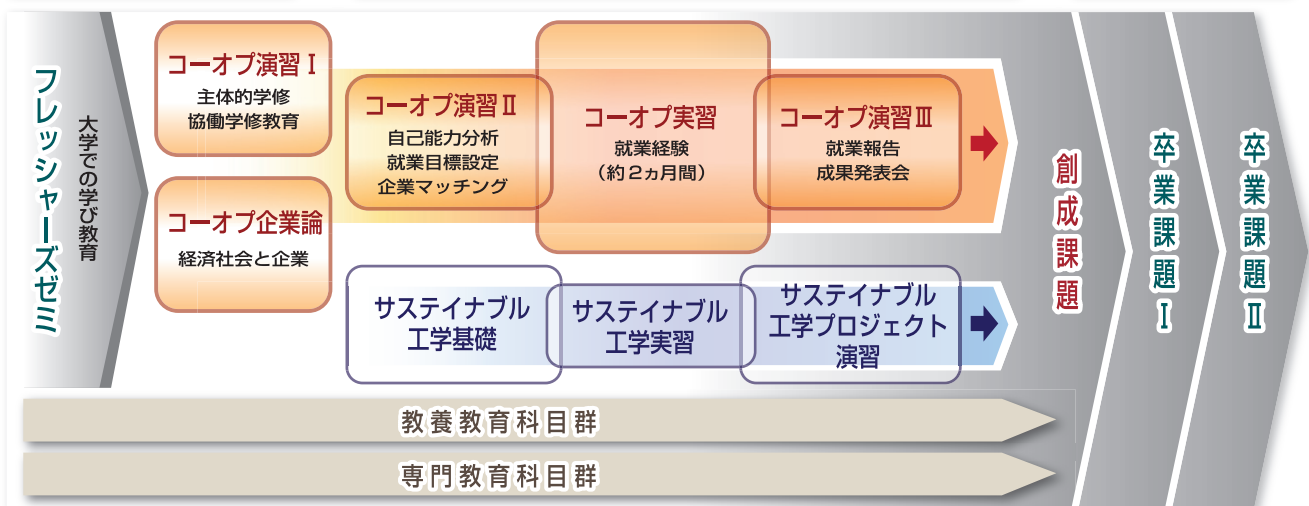 フレッシャーズゼミ
大学での学び教育
コーオプ演習Ⅰ
主体的学修
協働学修教育
コーオプ企業論
経済社会と企業
コーオプ演習Ⅱ
自己能力分析
就業目標設定
企業マッチング
コーオプ実習
就業経験
(約2ヵ月間)
コーオプ演習Ⅲ
就業報告
成果発表会
サステイナブル
工学基礎
サステイナブル
工学実習
サステイナブル
工学プロジェクト
演習
創成課題
卒業課題Ⅰ
卒業課題Ⅱ
教養教育科目群
専門教育科目群